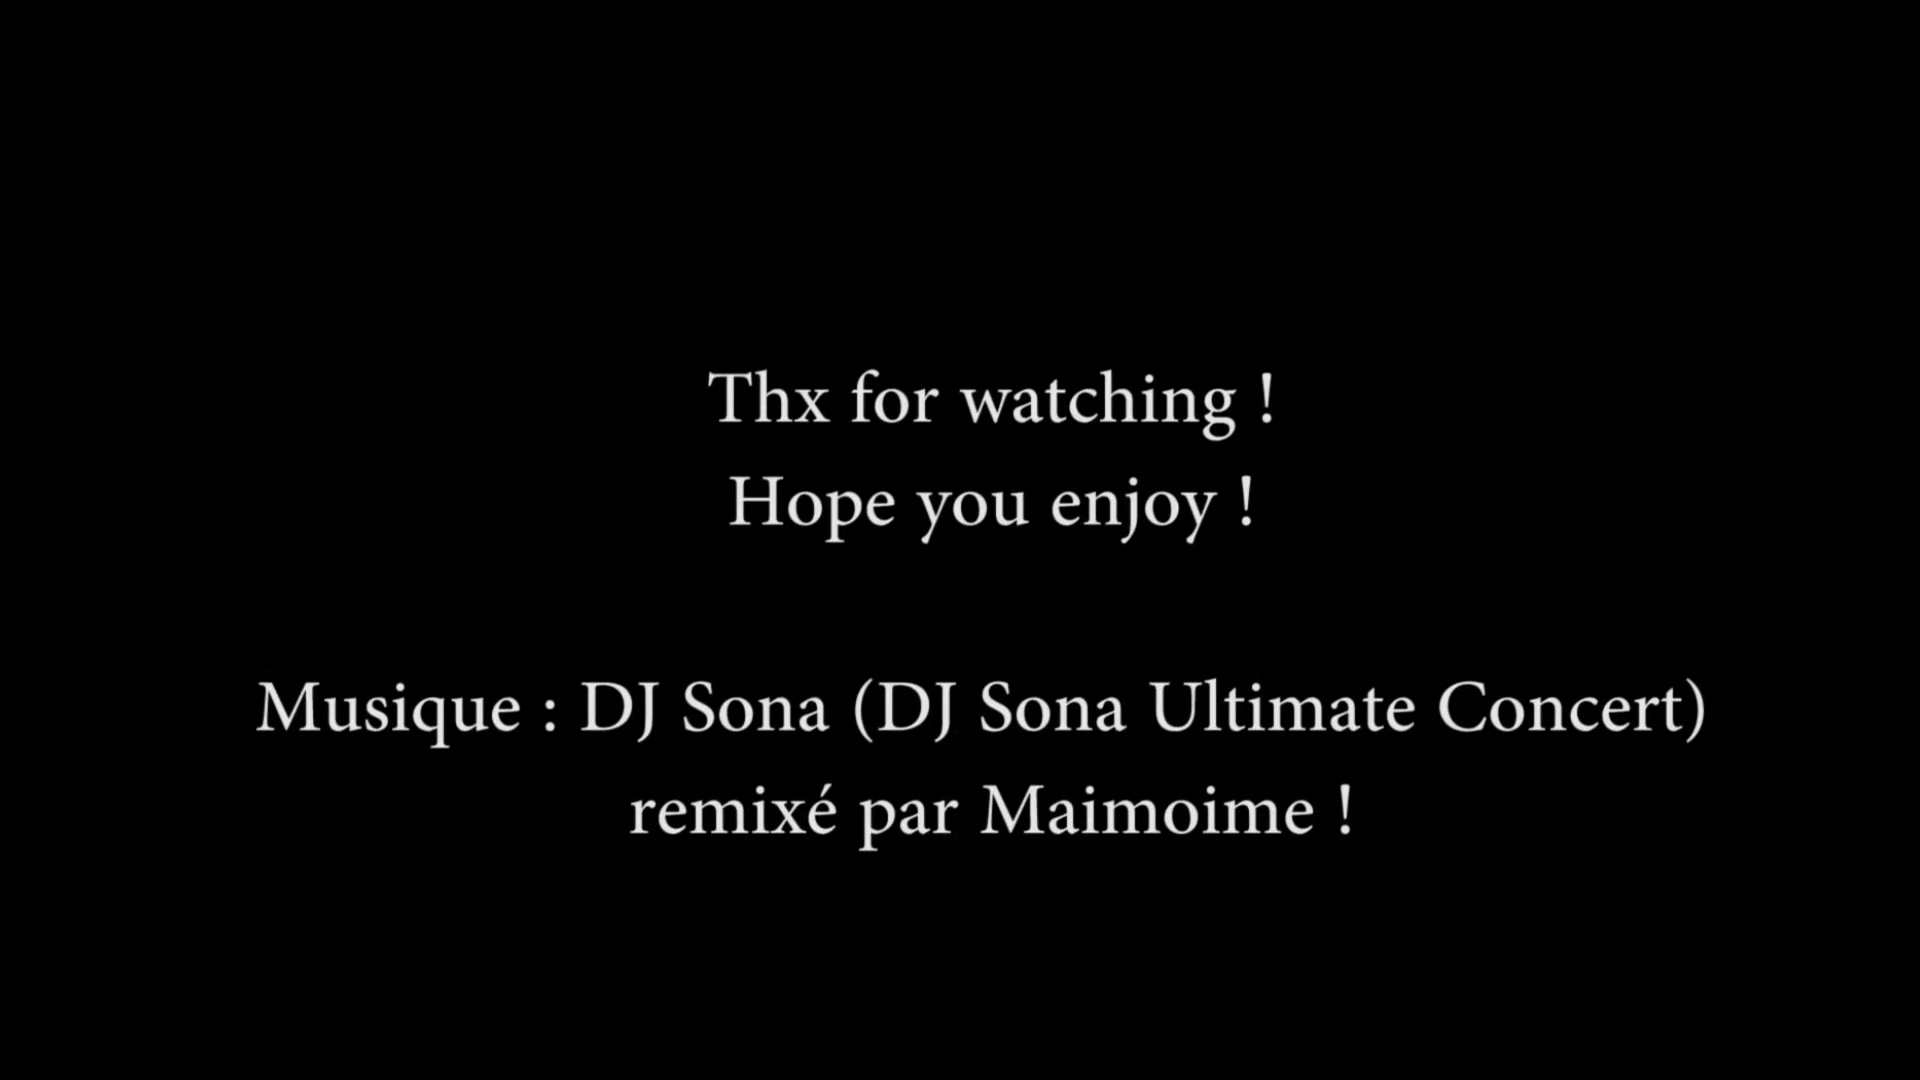 Thx for watching !
Hope you enjoy !
Musique : DJ Sona (DJ Sona Ultimate Concert)
remixé par Maimoime !